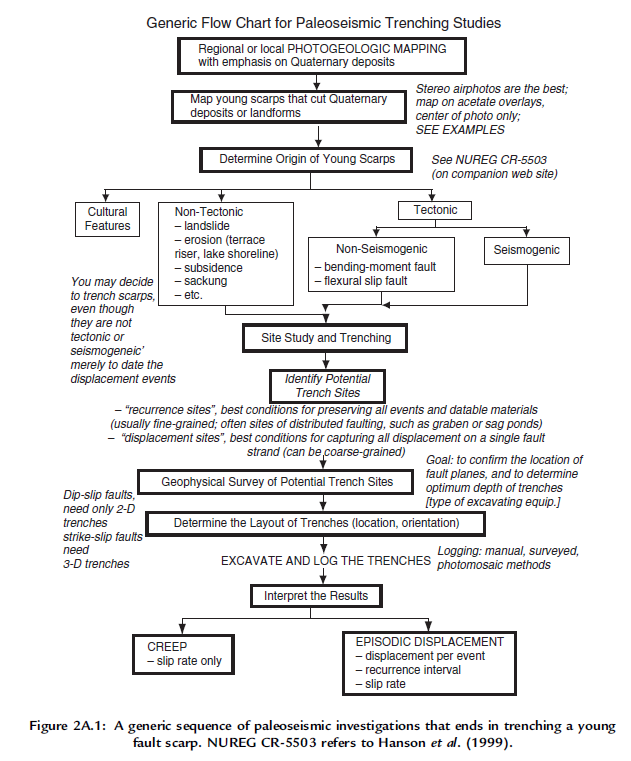 Generic Flow Chart for Paleoseismic Trenching Studies
Regional or local PHOTOGEOLOGIC MAPPING
with emphasis on Quaternary deposits
Map young scarps that cut Quaternary
deposits or landforms
Stereo airphotos are the best;
map on acetate overlays,
center of photo only;
SEE EXAMPLES
Determine Origin of Young Scarps
See NUREG CR-5503
(on companion web site)
Cultural
Features
Non-Tectonic
– landslide
– erosion (terrace
riser, lake shoreline)
– subsidence
– sackung
– etc.
Tectonic
Non-Seismogenic
– bending-moment fault
– flexural slip fault
Seismogenic
You may decide
to trench scarps,
even though
they are not
tectonic or
seismogeneic'
merely to date the
displacement events
Site Study and Trenching
Identify Potential
Trench Sites
– "recurrence sites", best conditions for preserving all events and datable materials
(usually fine-grained; often sites of distributed faulting, such as graben or sag ponds)
– "displacement sites", best conditions for capturing all displacement on a single fault
strand (can be coarse-grained)
Geophysical Survey of Potential Trench Sites
Goal: to confirm the location of
fault planes, and to determine
optimum depth of trenches
[type of excavating equip.]
Dip-slip faults,
need only 2-D
trenches
strike-slip faults
need
3-D trenches
Determine the Layout of Trenches (location, orientation)
EXCAVATE AND LOG THE TRENCHES
Logging: manual, surveyed,
photomosaic methods
Interpret the Results
CREEP
– slip rate only
EPISODIC DISPLACEMENT
– displacement per event
– recurrence interval
– slip rate
Figure 2A.1: A generic sequence of paleoseismic investigations that ends in trenching a young
fault scarp. NUREG CR-5503 refers to Hanson et al. (1999).